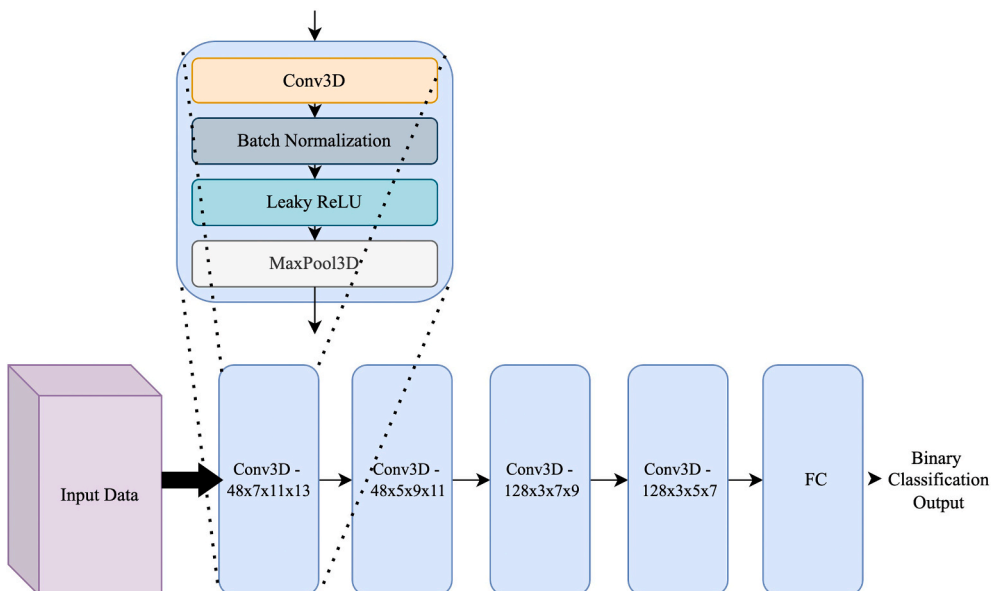 Conv3D
Batch Normalization
Leaky ReLU
MaxPool3D
Input Data
Conv3D -
48x7x11x13
Conv3D -
48x5x9x11
Conv3D -
128x3x7x9
Conv3D -
128x3x5x7
FC
Binary
Classification
Output